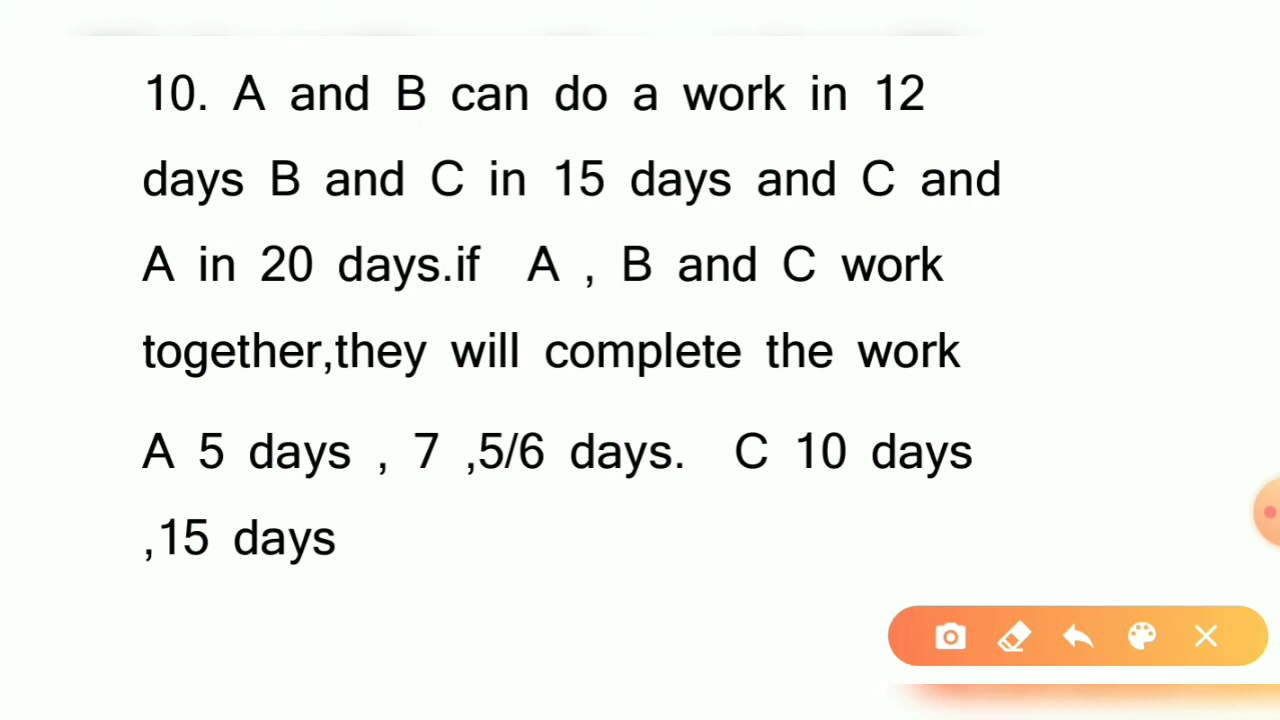 10. A and B can do a work in 12
days B and C in 15 days and C and
A in 20 days.if A , B and C work
together,they will complete the work
A 5 days , 7 ,5/6 days. C 10 days
,15 days